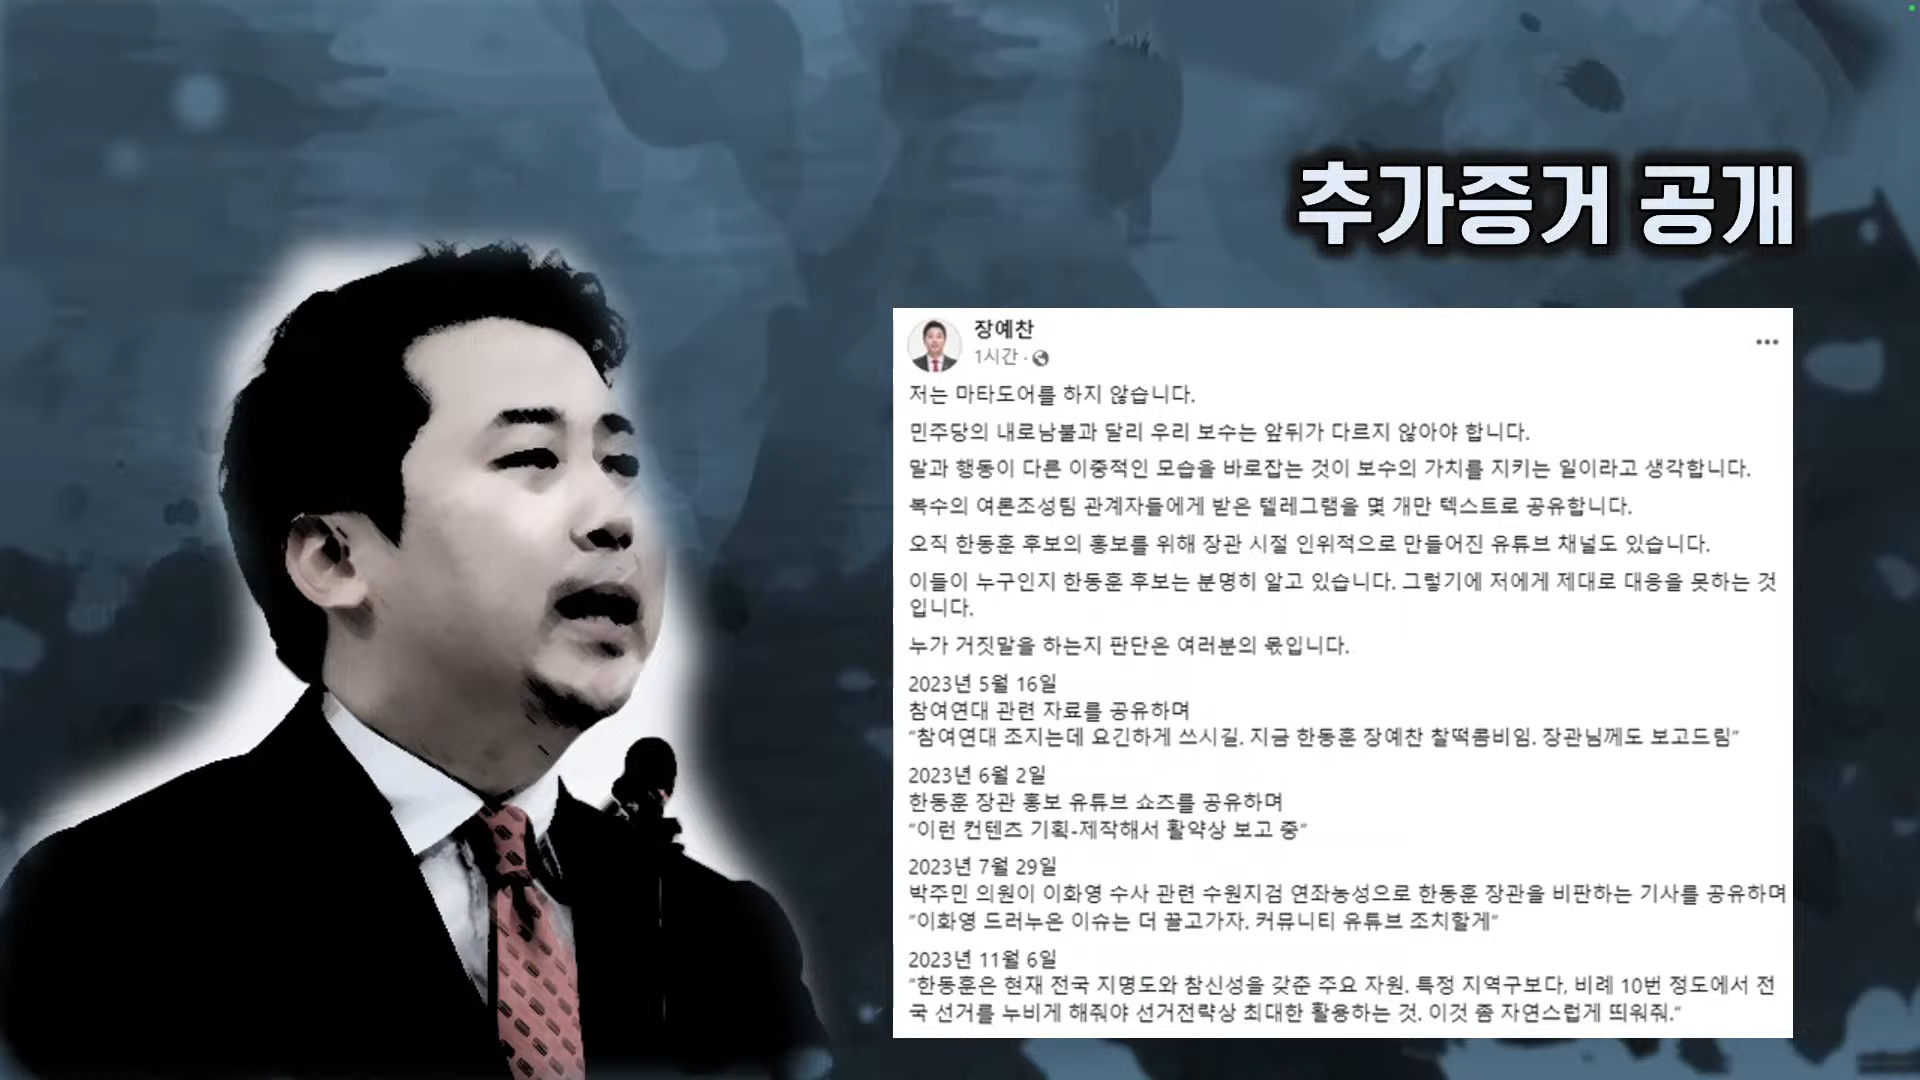 추가증거 공개
장예찬
1시간 ·
저는 마타도어를 하지 않습니다.
민주당의 내로남불과 달리 우리 보수는 앞뒤가 다르지 않아야 합니다.
말과 행동이 다른 이중적인 모습을 바로잡는 것이 보수의 가치를 지키는 일이라고 생각합니다.
복수의 여론조성팀 관계자들에게 받은 텔레그램을 몇 개만 텍스트로 공유합니다.
오직 한동훈 후보의 홍보를 위해 장관 시절 인위적으로 만들어진 유튜브 채널도 있습니다.
이들이 누구인지 한동훈 후보는 분명히 알고 있습니다. 그렇기에 저에게 제대로 대응을 못하는 것
입니다.
누가 거짓말을 하는지 판단은 여러분의 몫입니다.
2023년 5월 16일
참여연대 관련 자료를 공유하며
"참여연대 조지는데 요긴하게 쓰시길. 지금 한동훈 장예찬 찰떡콤비임. 장관님께도 보고드림"
2023년 6월 2일
한동훈 장관 홍보 유튜브 쇼츠를 공유하며
"이런 컨텐츠 기획-제작해서 활약상 보고 중"
2023년 7월 29일
박주민 의원이 이화영 수사 관련 수원지검 연좌농성으로 한동훈 장관을 비판하는 기사를 공유하며
"이화영 드러누은 이슈는 더 끌고가자. 커뮤니티 유튜브 조치할게"
2023년 11월 6일
"한동훈은 현재 전국 지명도와 참신성을 갖춘 주요 자원. 특정 지역구보다, 비례 10번 정도에서 전
국 선거를 누비게 해줘야 선거전략상 최대한 활용하는 것. 이것 좀 자연스럽게 띄워줘."